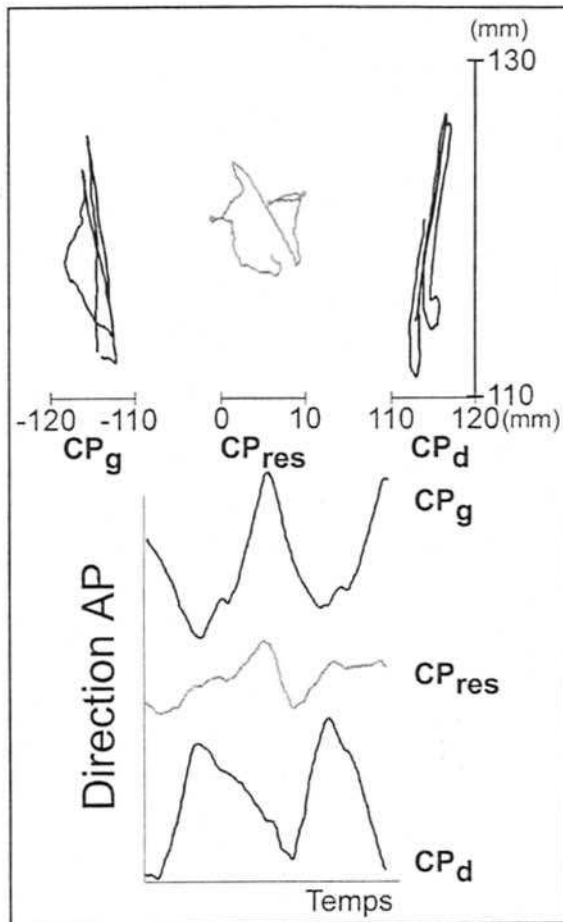 (mm)
130
110
-120 -110 0 10 110 120 (mm)
CPg CPres CPd
CPg
CPres
CPd
Direction AP
Temps